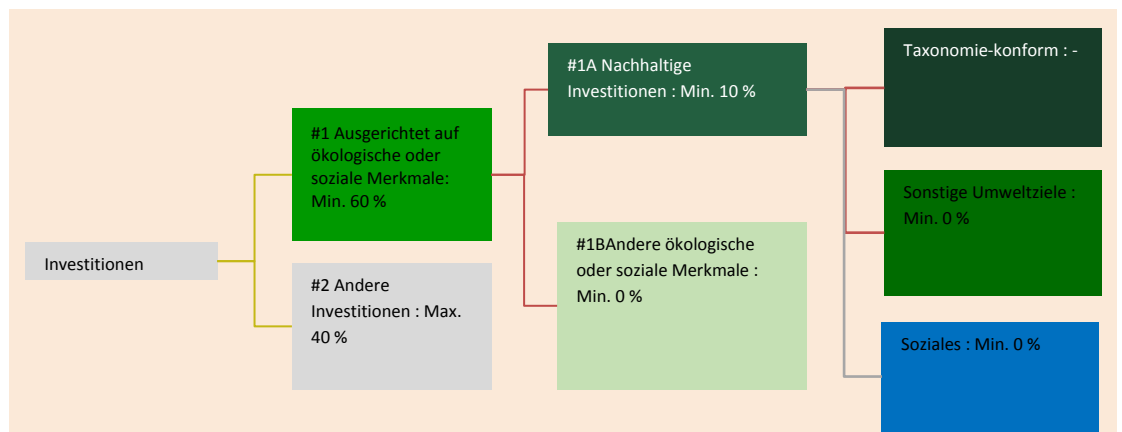 Investitionen
#1 Ausgerichtet auf
ökologische oder
soziale Merkmale:
Min. 60 %
#2 Andere
Investitionen : Max.
40 %
#1A Nachhaltige
Investitionen : Min. 10 %
#1BAndere ökologische
oder soziale Merkmale :
Min. 0 %
Taxonomie-konform : -
Sonstige Umweltziele :
Min. 0 %
Soziales : Min. 0 %